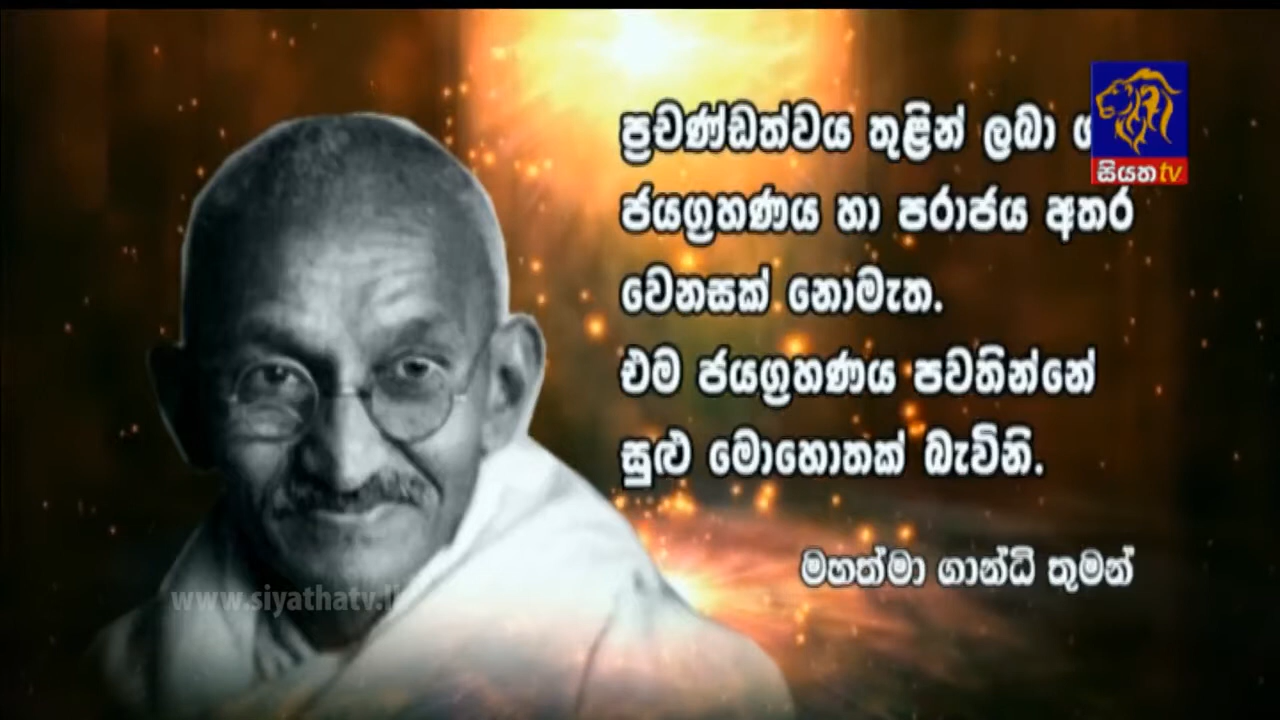 ප්‍රචණ්ඩත්වය තුළින් ලබා
ජයග්‍රහණය හා පරාජය අතර
වෙනසක් නොමැත.
එම ජයග්‍රහණය පවතින්නේ
සුළු මොහොතක් බැවිනි.
මහත්මා ගාන්ධි තුමන්
සියත tv
www.siyathatv.l